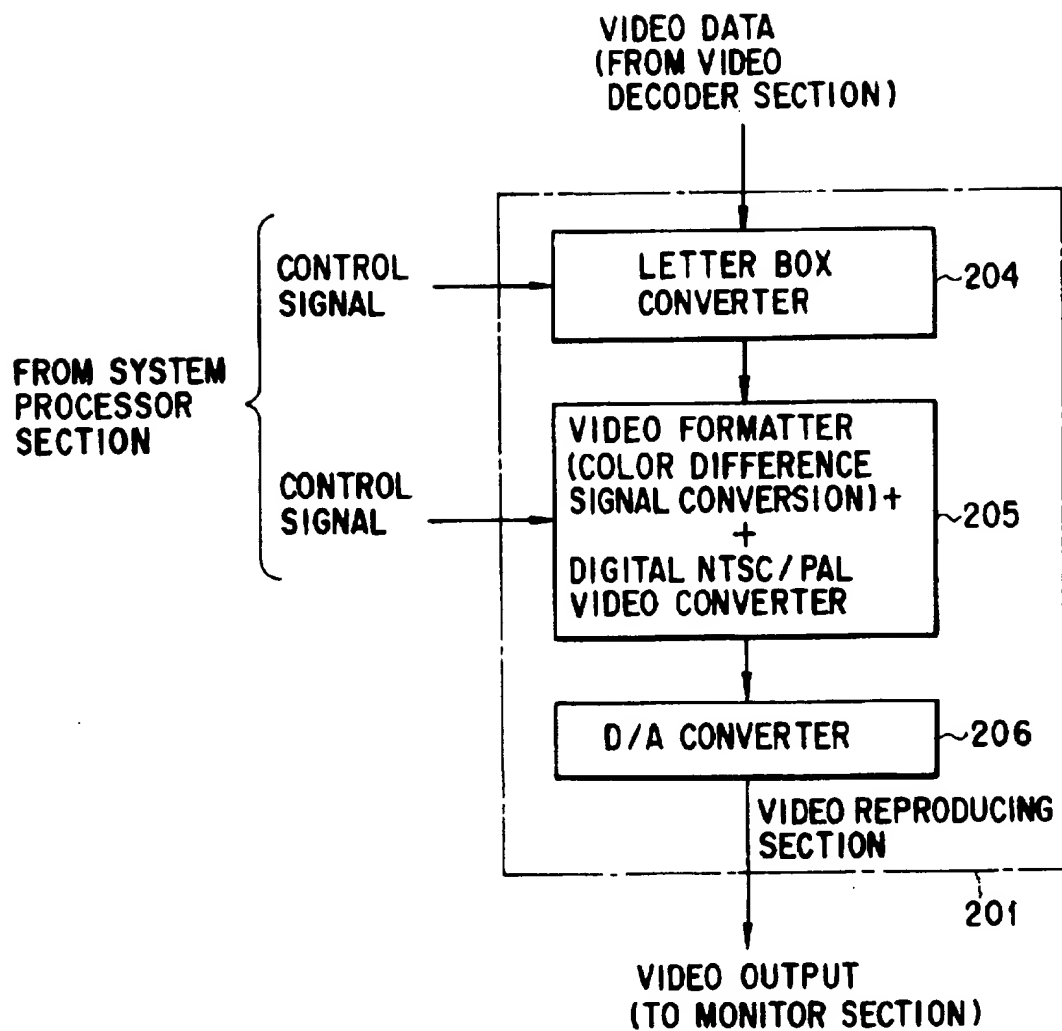 VIDEO DATA
(FROM VIDEO
DECODER SECTION)
CONTROL
SIGNAL
LETTER BOX
CONVERTER
204
FROM SYSTEM
PROCESSOR
SECTION
CONTROL
SIGNAL
VIDEO FORMATTER
(COLOR DIFFERENCE
SIGNAL CONVERSION)+
+
DIGITAL NTSC/PAL
VIDEO CONVERTER
205
D/A CONVERTER
206
VIDEO REPRODUCING
SECTION
201
VIDEO OUTPUT
(TO MONITOR SECTION)